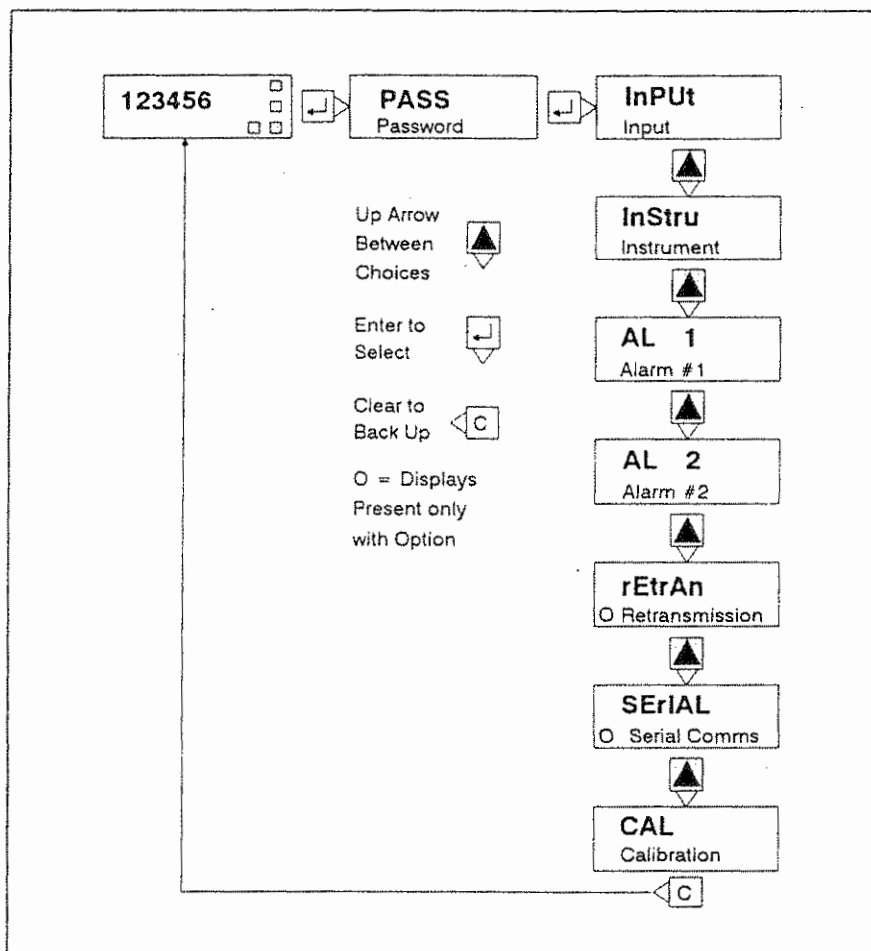 123456
PASS
Password
InPUt
Input
Up Arrow
Between
Choices
Enter to
Select
Clear to
Back Up
C
O = Displays
Present only
with Option
InStru
Instrument
AL 1
Alarm #1
AL 2
Alarm #2
rEtrAn
O Retransmission
SErIAL
O Serial Comms
CAL
Calibration
C